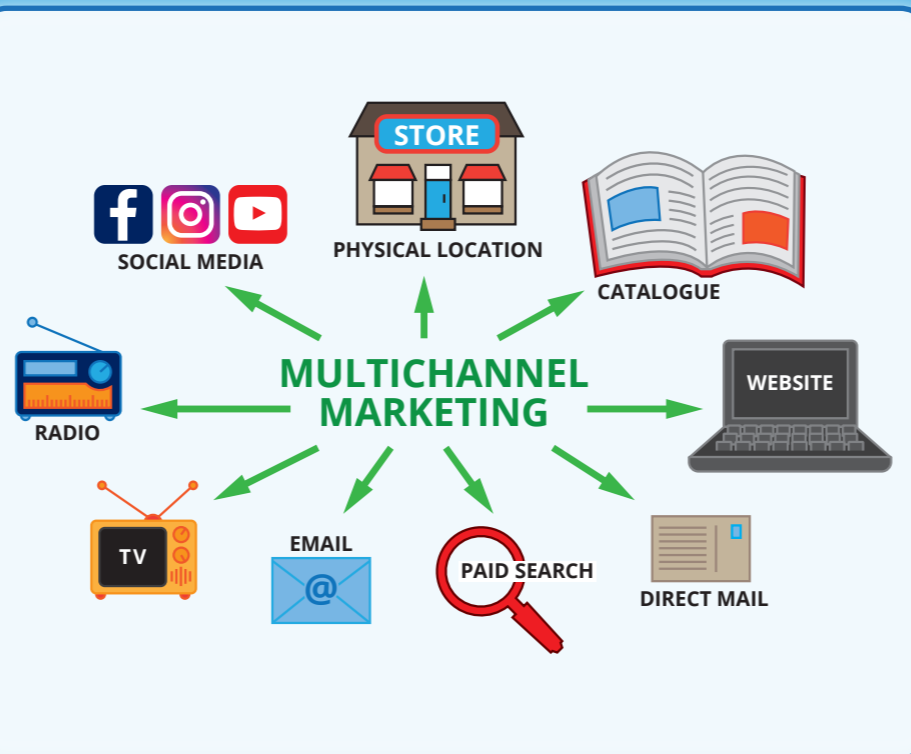 STORE
PHYSICAL LOCATION
SOCIAL MEDIA
CATALOGUE
MULTICHANNEL
MARKETING
WEBSITE
RADIO
TV
EMAIL
@
PAID SEARCH
DIRECT MAIL